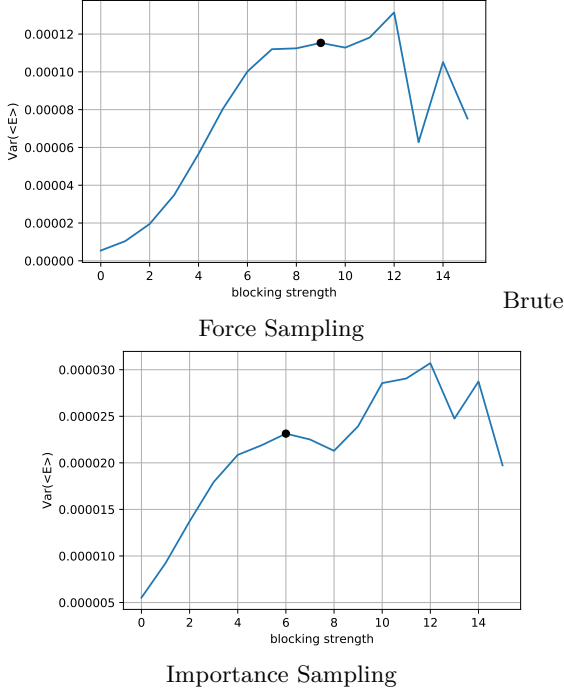 0.00012
0.00010
0.00008
0.00006
0.00004
0.00002
0.00000
Var(<E>)
0 2 4 6 8 10 12 14
blocking strength
Brute
Force Sampling
0.000030
0.000025
0.000020
0.000015
0.000010
0.000005
Var(<E>)
0 2 4 6 8 10 12 14
blocking strength
Importance Sampling